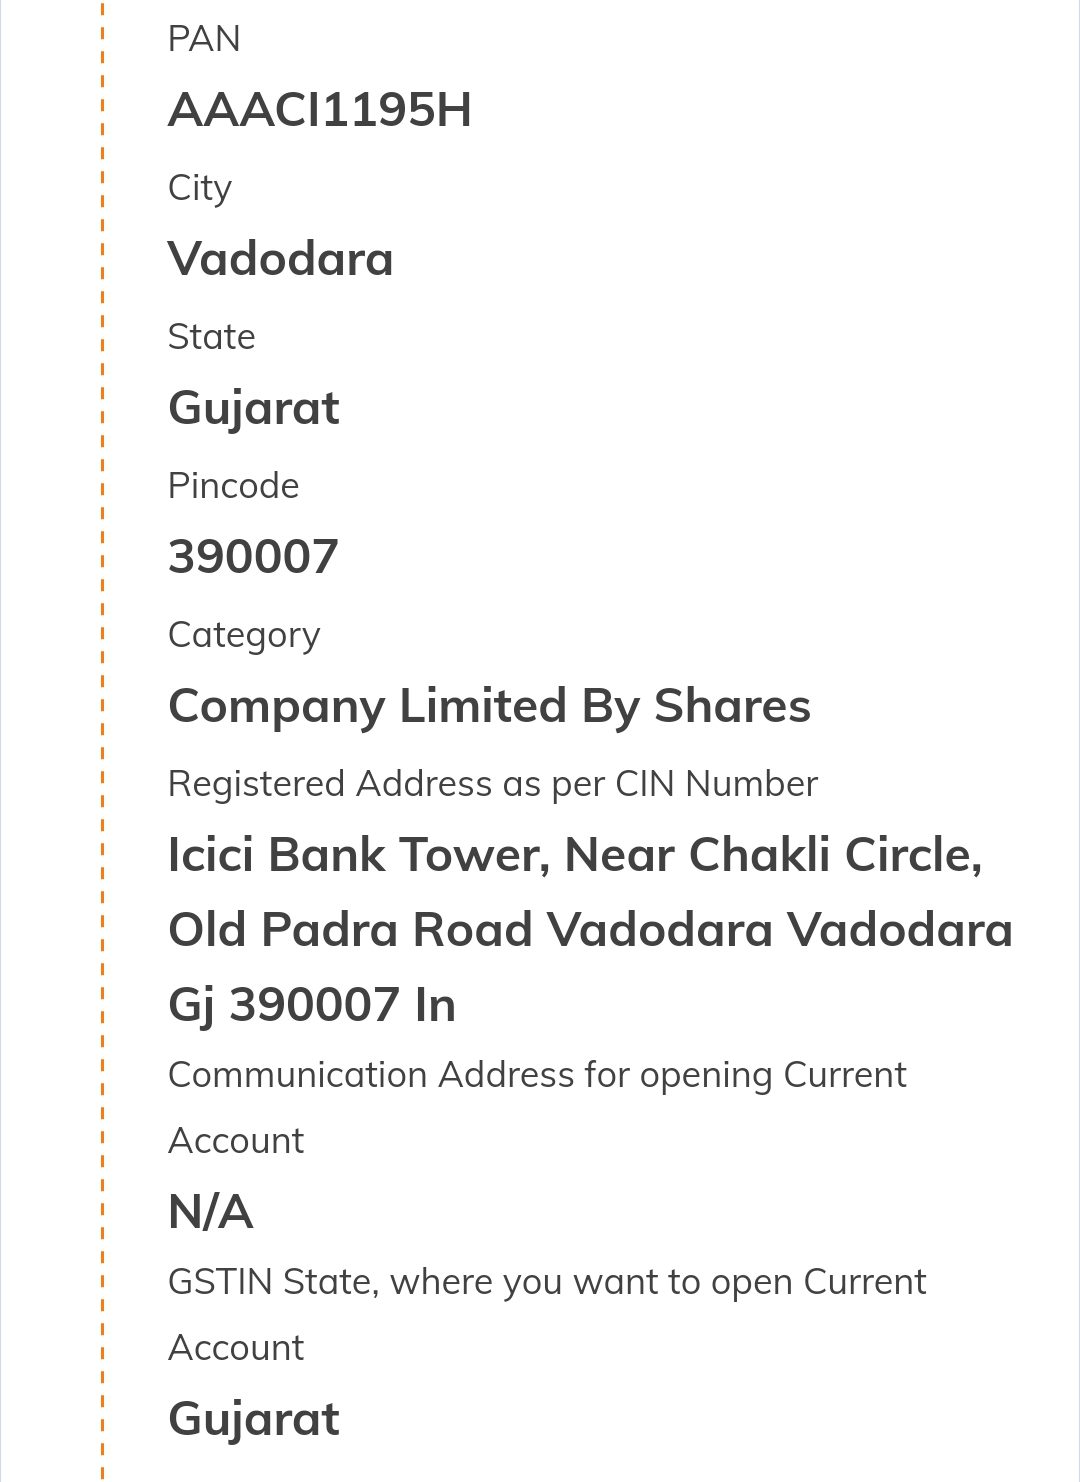 PAN
AAACI1195H
City
Vadodara
State
Gujarat
Pincode
390007
Category
Company Limited By Shares
Registered Address as per CIN Number
Icici Bank Tower, Near Chakli Circle,
Old Padra Road Vadodara Vadodara
Gj 390007 In
Communication Address for opening Current
Account
N/A
GSTIN State, where you want to open Current
Account
Gujarat